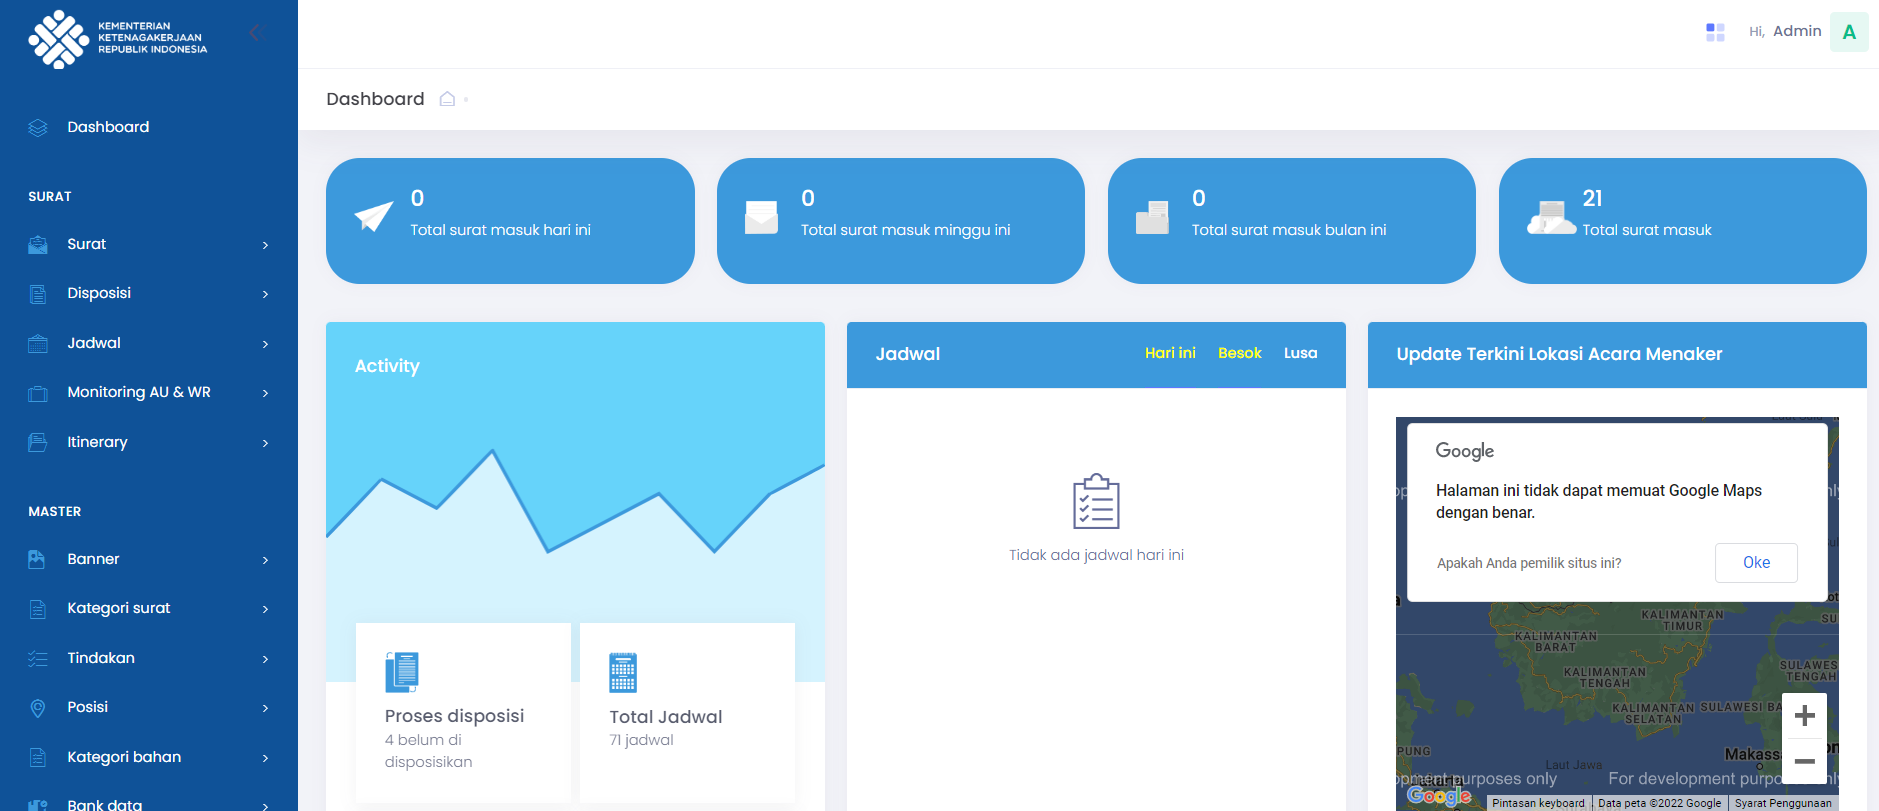 KEMENTERIAN
KETENAGAKERJAAN
REPUBLIK INDONESIA
Hi, Admin A
Dashboard
Dashboard
SURAT
Surat
Disposisi
Jadwal
Monitoring AU & WR
Itinerary
MASTER
Banner
Kategori surat
Tindakan
Posisi
Kategori bahan
Bank data
0
Total surat masuk hari ini
0
Total surat masuk minggu ini
0
Total surat masuk bulan ini
21
Total surat masuk
Activity
Proses disposisi
4 belum di
disposisikan
Total Jadwal
71 jadwal
Jadwal Hari ini Besok Lusa
Tidak ada jadwal hari ini
Update Terkini Lokasi Acara Menaker
Google
Halaman ini tidak dapat memuat Google Maps
dengan benar.
Apakah Anda pemilik situs ini? Oke
KALIMANTAN
TIMUR
KALIMANTAN
BARAT
KALIMANTAN
TENGAH
SULAWES
TENGAH
KALIMANTAN
SELATAN
SULAWESI BA
PUNG
Makassa
Laut Jawa
opment purposes only
For development purpo
Google
Pintasan keyboard Data peta ©2022 Google Syarat Penggunaan